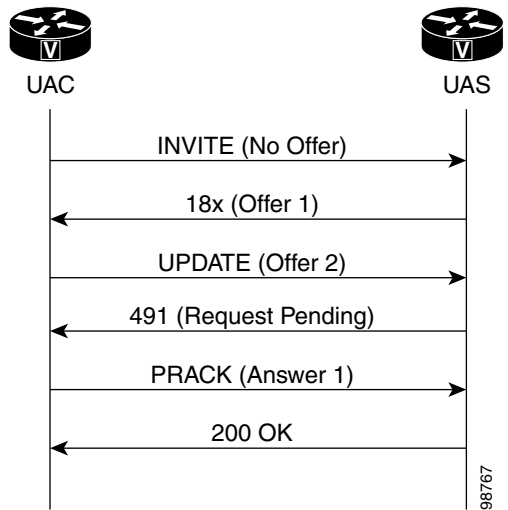 V
V
UAC
UAS
INVITE (No Offer)
18x (Offer 1)
UPDATE (Offer 2)
491 (Request Pending)
PRACK (Answer 1)
200 OK
98767